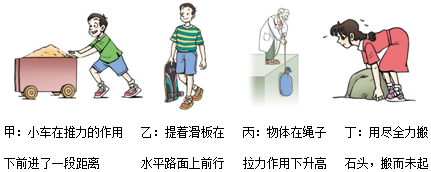 甲：小车在推力的作用
下前进了一段距离
乙：提着滑板在
水平路面上前行
丙：物体在绳子
拉力作用下升高
丁：用尽全力搬
石头，搬而未起